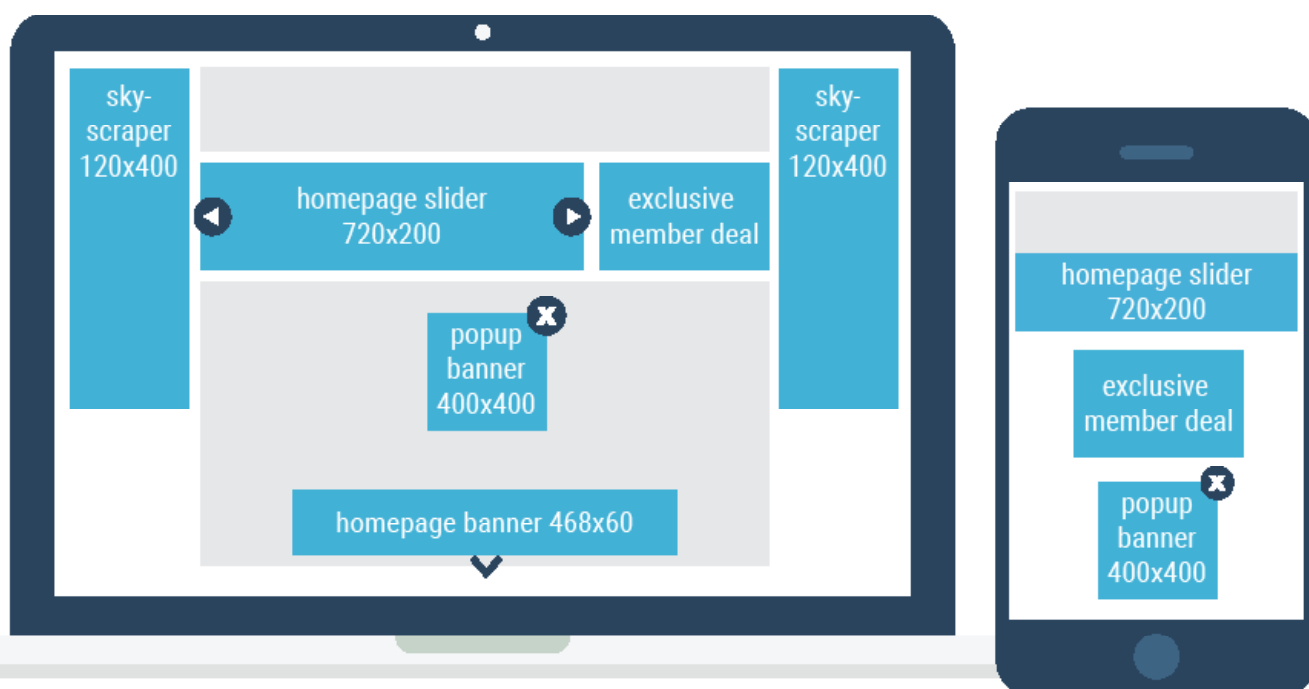 sky-
scraper
120x400
homepage slider
720x200
exclusive
member deal
sky-
scraper
120x400
popup
banner
400x400
X
homepage banner 468x60
homepage slider
720x200
exclusive
member deal
popup
banner
400x400
X